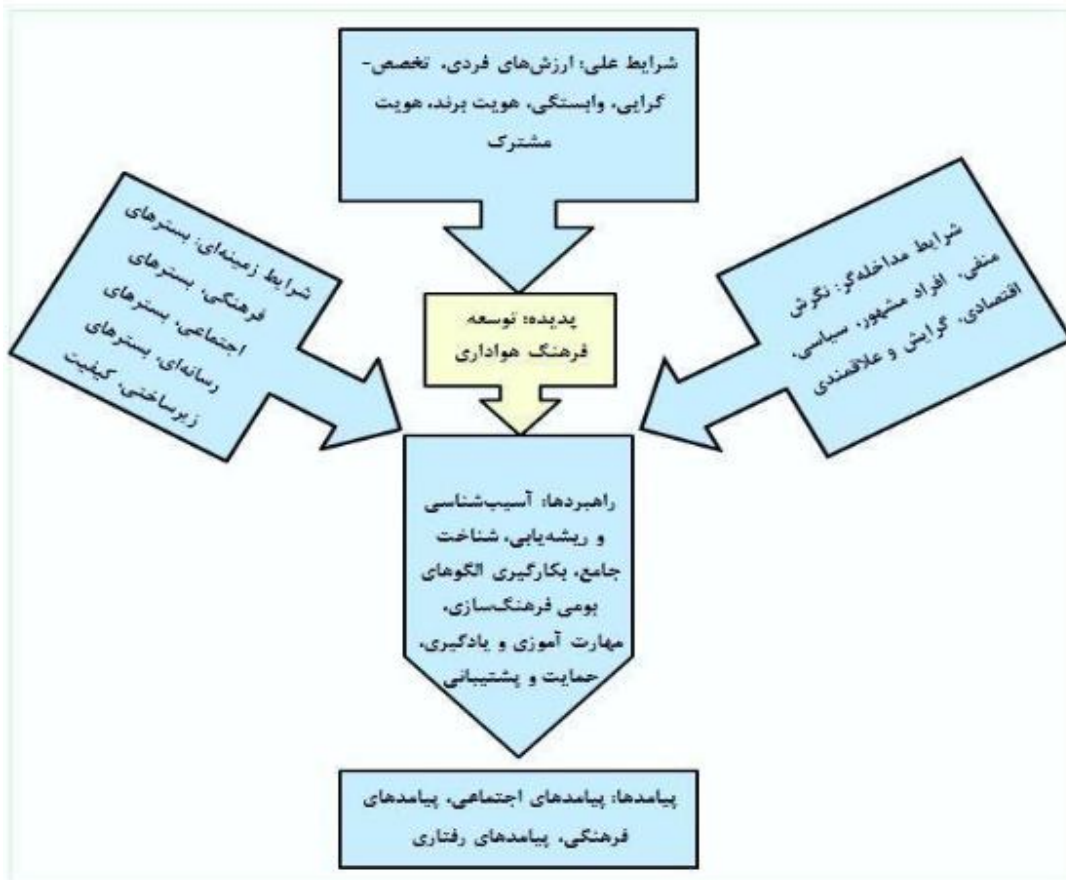 شرایط علی: ارزش‌های فردی، تخصص-
گرایی، وابستگی، هویت برند، هویت
مشترک
شرایط مداخله‌گر: نگرش
منفی، افراد مشهور، سیاسی،
اقتصادی، گرایش و علاقمندی
شرایط زمینه‌ای: بسترهای
فرهنگی، بسترهای
اجتماعی، بسترهای
رسانه‌ای، بسترهای
زیرساختی، کیفیت
پدیده: توسعه
فرهنگ هواداری
راهبردها: آسیب‌شناسی
و ریشه‌یابی، شناخت
جامع، بکارگیری الگوهای
بومی فرهنگ‌سازی،
مهارت آموزی و یادگیری،
حمایت و پشتیبانی
پیامدها: پیامدهای اجتماعی، پیامدهای
فرهنگی، پیامدهای رفتاری